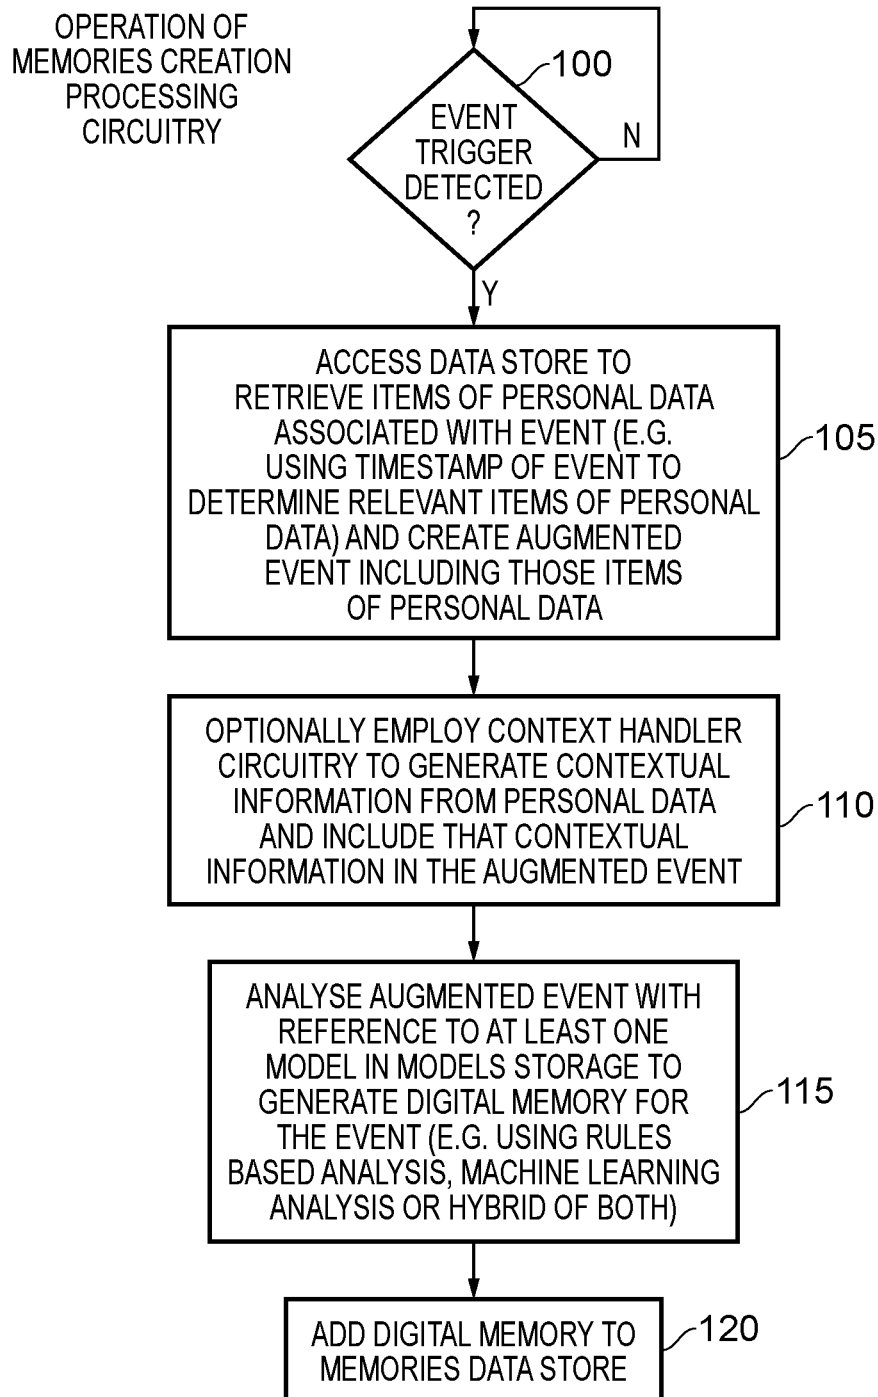 OPERATION OF
MEMORIES CREATION
PROCESSING
CIRCUITRY
100
EVENT
TRIGGER
DETECTED
?
N
Y
ACCESS DATA STORE TO
RETRIEVE ITEMS OF PERSONAL DATA
ASSOCIATED WITH EVENT (E.G.
USING TIMESTAMP OF EVENT TO
DETERMINE RELEVANT ITEMS OF PERSONAL
DATA) AND CREATE AUGMENTED
EVENT INCLUDING THOSE ITEMS
OF PERSONAL DATA
105
OPTIONALLY EMPLOY CONTEXT HANDLER
CIRCUITRY TO GENERATE CONTEXTUAL
INFORMATION FROM PERSONAL DATA
AND INCLUDE THAT CONTEXTUAL
INFORMATION IN THE AUGMENTED EVENT
110
ANALYSE AUGMENTED EVENT WITH
REFERENCE TO AT LEAST ONE
MODEL IN MODELS STORAGE TO
GENERATE DIGITAL MEMORY FOR
THE EVENT (E.G. USING RULES
BASED ANALYSIS, MACHINE LEARNING
ANALYSIS OR HYBRID OF BOTH)
115
ADD DIGITAL MEMORY TO
MEMORIES DATA STORE
120